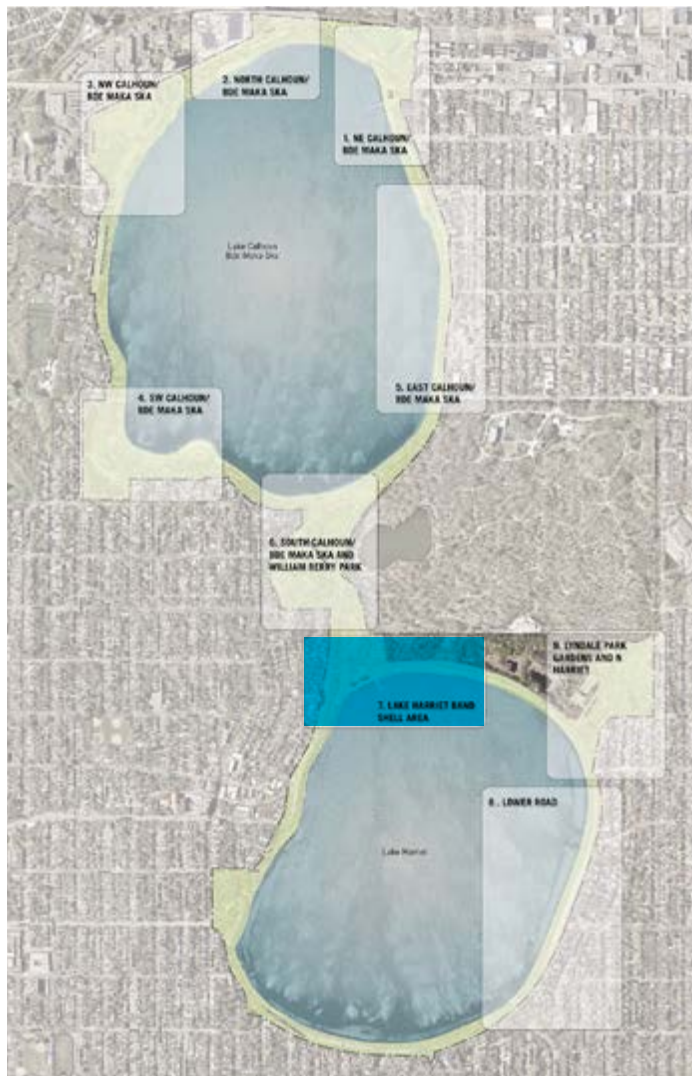 2. NORTH CALHOUN/
BDE MAKA SKA
3. NW CALHOUN/
BDE MAKA SKA
1. NE CALHOUN/
BDE MAKA SKA
Lake Calhoun
Bde Maka Ska
5. EAST CALHOUN/
BDE MAKA SKA
4. SW CALHOUN/
BDE MAKA SKA
6. SOUTH CALHOUN/
BDE MAKA SKA AND
WILLIAM BERRY PARK
9. LYNDALE PARK
GARDENS AND N
HARRIET
7. LAKE HARRIET BAND
SHELL AREA
8. LOWER ROAD
Lake Harriet